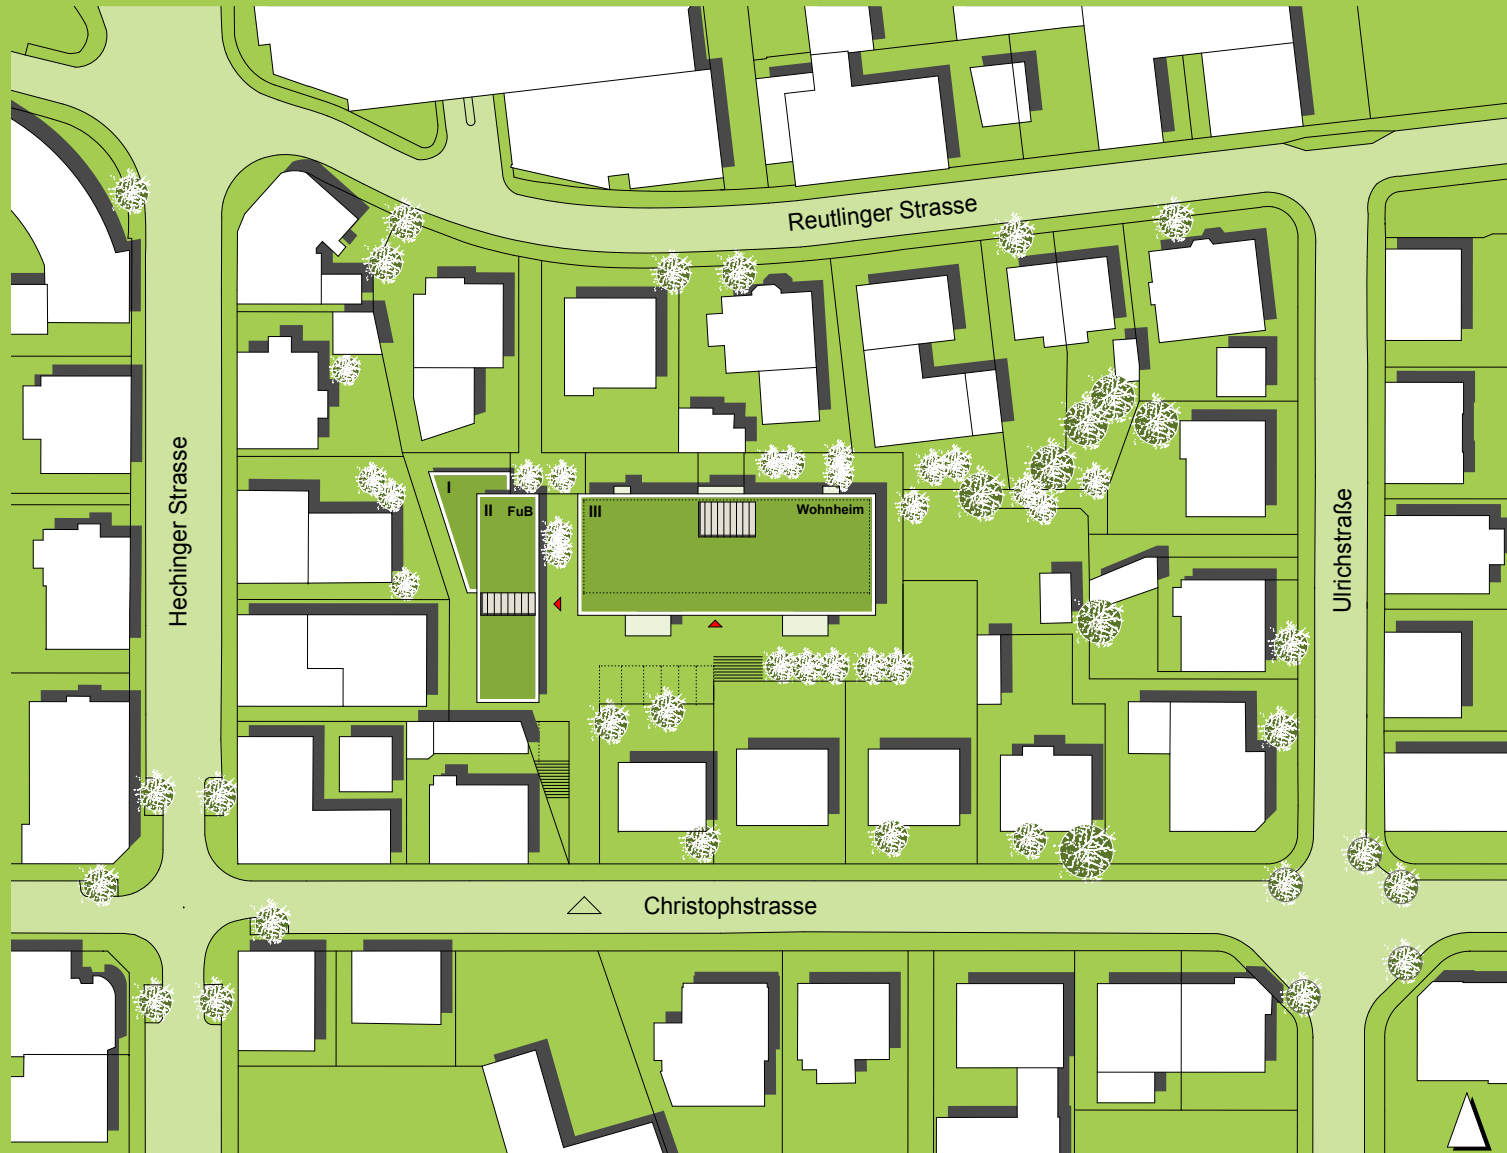 Reutlinger Strasse
Hechinger Strasse
Ulrichstraße
I
II FuB
III
Wohnheim
Christophstrasse